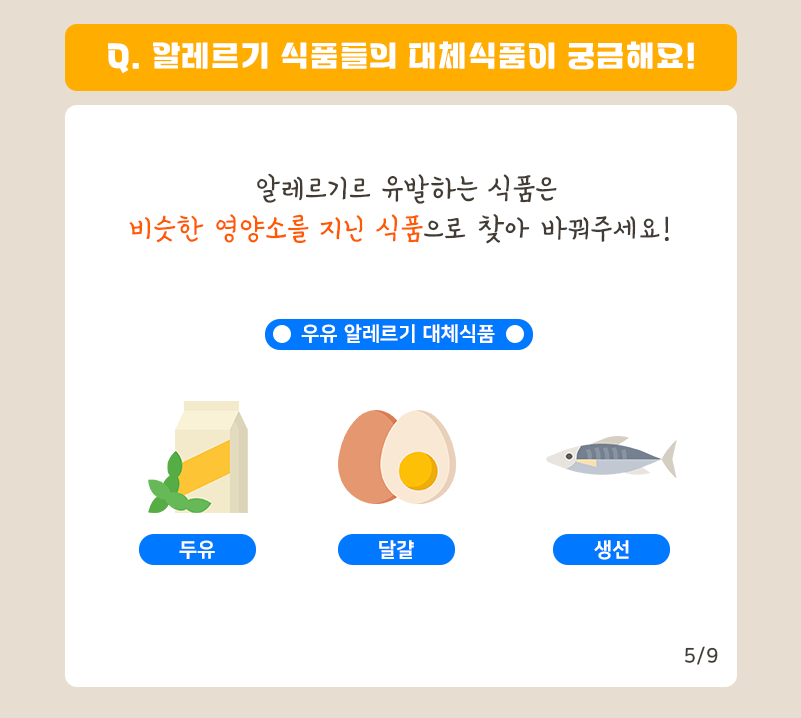 Q. 알레르기 식품들의 대체식품이 궁금해요!
알레르기르 유발하는 식품은
비슷한 영양소를 지닌 식품으로 찾아 바꿔주세요!
우유 알레르기 대체식품
두유
달걀
생선
5/9